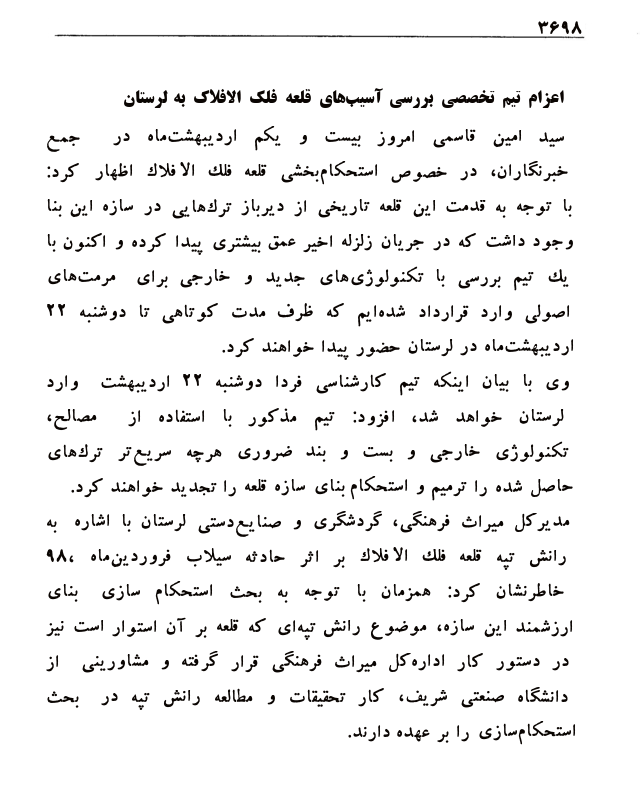 ۳۶۹۸
اعزام تیم تخصصی بررسی آسیب‌های قلعه فلک الافلاک به لرستان
سید امین قاسمی امروز بیست و یکم اردیبهشت‌ماه در جمع
خبرنگاران، در خصوص استحکام‌بخشی قلعه فلك الافلاك اظهار کرد:
با توجه به قدمت این قلعه تاریخی از دیرباز ترك‌هایی در سازه این بنا
وجود داشت که در جریان زلزله اخیر عمق بیشتری پیدا کرده و اکنون با
یك تیم بررسی با تکنولوژی‌های جدید و خارجی برای مرمت‌های
اصولی وارد قرارداد شده‌ایم که ظرف مدت کوتاهی تا دوشنبه ۲۲
اردیبهشت‌ماه در لرستان حضور پیدا خواهند کرد.
وی با بیان اینکه تیم کارشناسی فردا دوشنبه ۲۲ اردیبهشت وارد
لرستان خواهد شد، افزود: تیم مذکور با استفاده از مصالح،
تکنولوژی خارجی و بست و بند ضروری هرچه سریع‌تر ترك‌های
حاصل شده را ترمیم و استحکام بنای سازه قلعه را تجدید خواهند کرد.
مدیرکل میراث فرهنگی، گردشگری و صنایع‌دستی لرستان با اشاره به
رانش تپه قلعه فلك الافلاك بر اثر حادثه سیلاب فروردین‌ماه ۹۸،
خاطرنشان کرد: همزمان با توجه به بحث استحکام سازی بنای
ارزشمند این سازه، موضوع رانش تپه‌ای که قلعه بر آن استوار است نیز
در دستور کار اداره‌کل میراث فرهنگی قرار گرفته و مشاورینی از
دانشگاه صنعتی شریف، کار تحقیقات و مطالعه رانش تپه در بحث
استحکام‌سازی را بر عهده دارند.